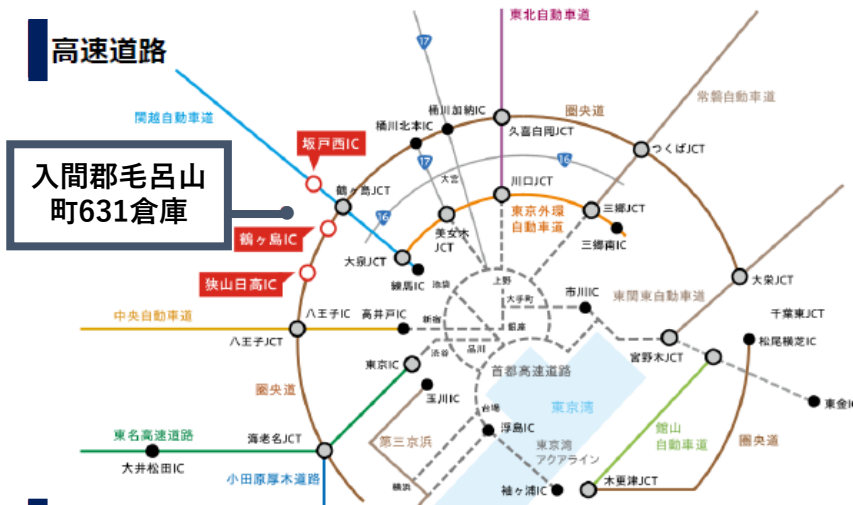 高速道路
東北自動車道
17
関越自動車道
桶川加納IC
圏央道
常磐自動車道
坂戸西IC
桶川北本IC
久喜白岡JCT
入間郡毛呂山
町631倉庫
鶴ヶ島JCT
17
大宮
川口JCT
16
つくばJCT
16
鶴ヶ島IC
美女木
JCT
東京外環
自動車道
三郷JCT
三郷南IC
大泉JCT
狭山日高IC
練馬IC
池袋
上野
大栄JCT
大手町
市川IC
東関東自動車道
中央自動車道
八王子IC
高井戸IC
新宿
銀座
千葉東JCT
八王子JCT
渋谷
品川
松尾横芝IC
東京IC
首都高速道路
宮野木JCT
圏央道
玉川IC
台場
東京湾
東金IC
東名高速道路
海老名JCT
第三京浜
浮島IC
館山
自動車道
圏央道
大井松田IC
東京湾
アクアライン
小田原厚木道路
横浜
袖ヶ浦IC
木更津JCT